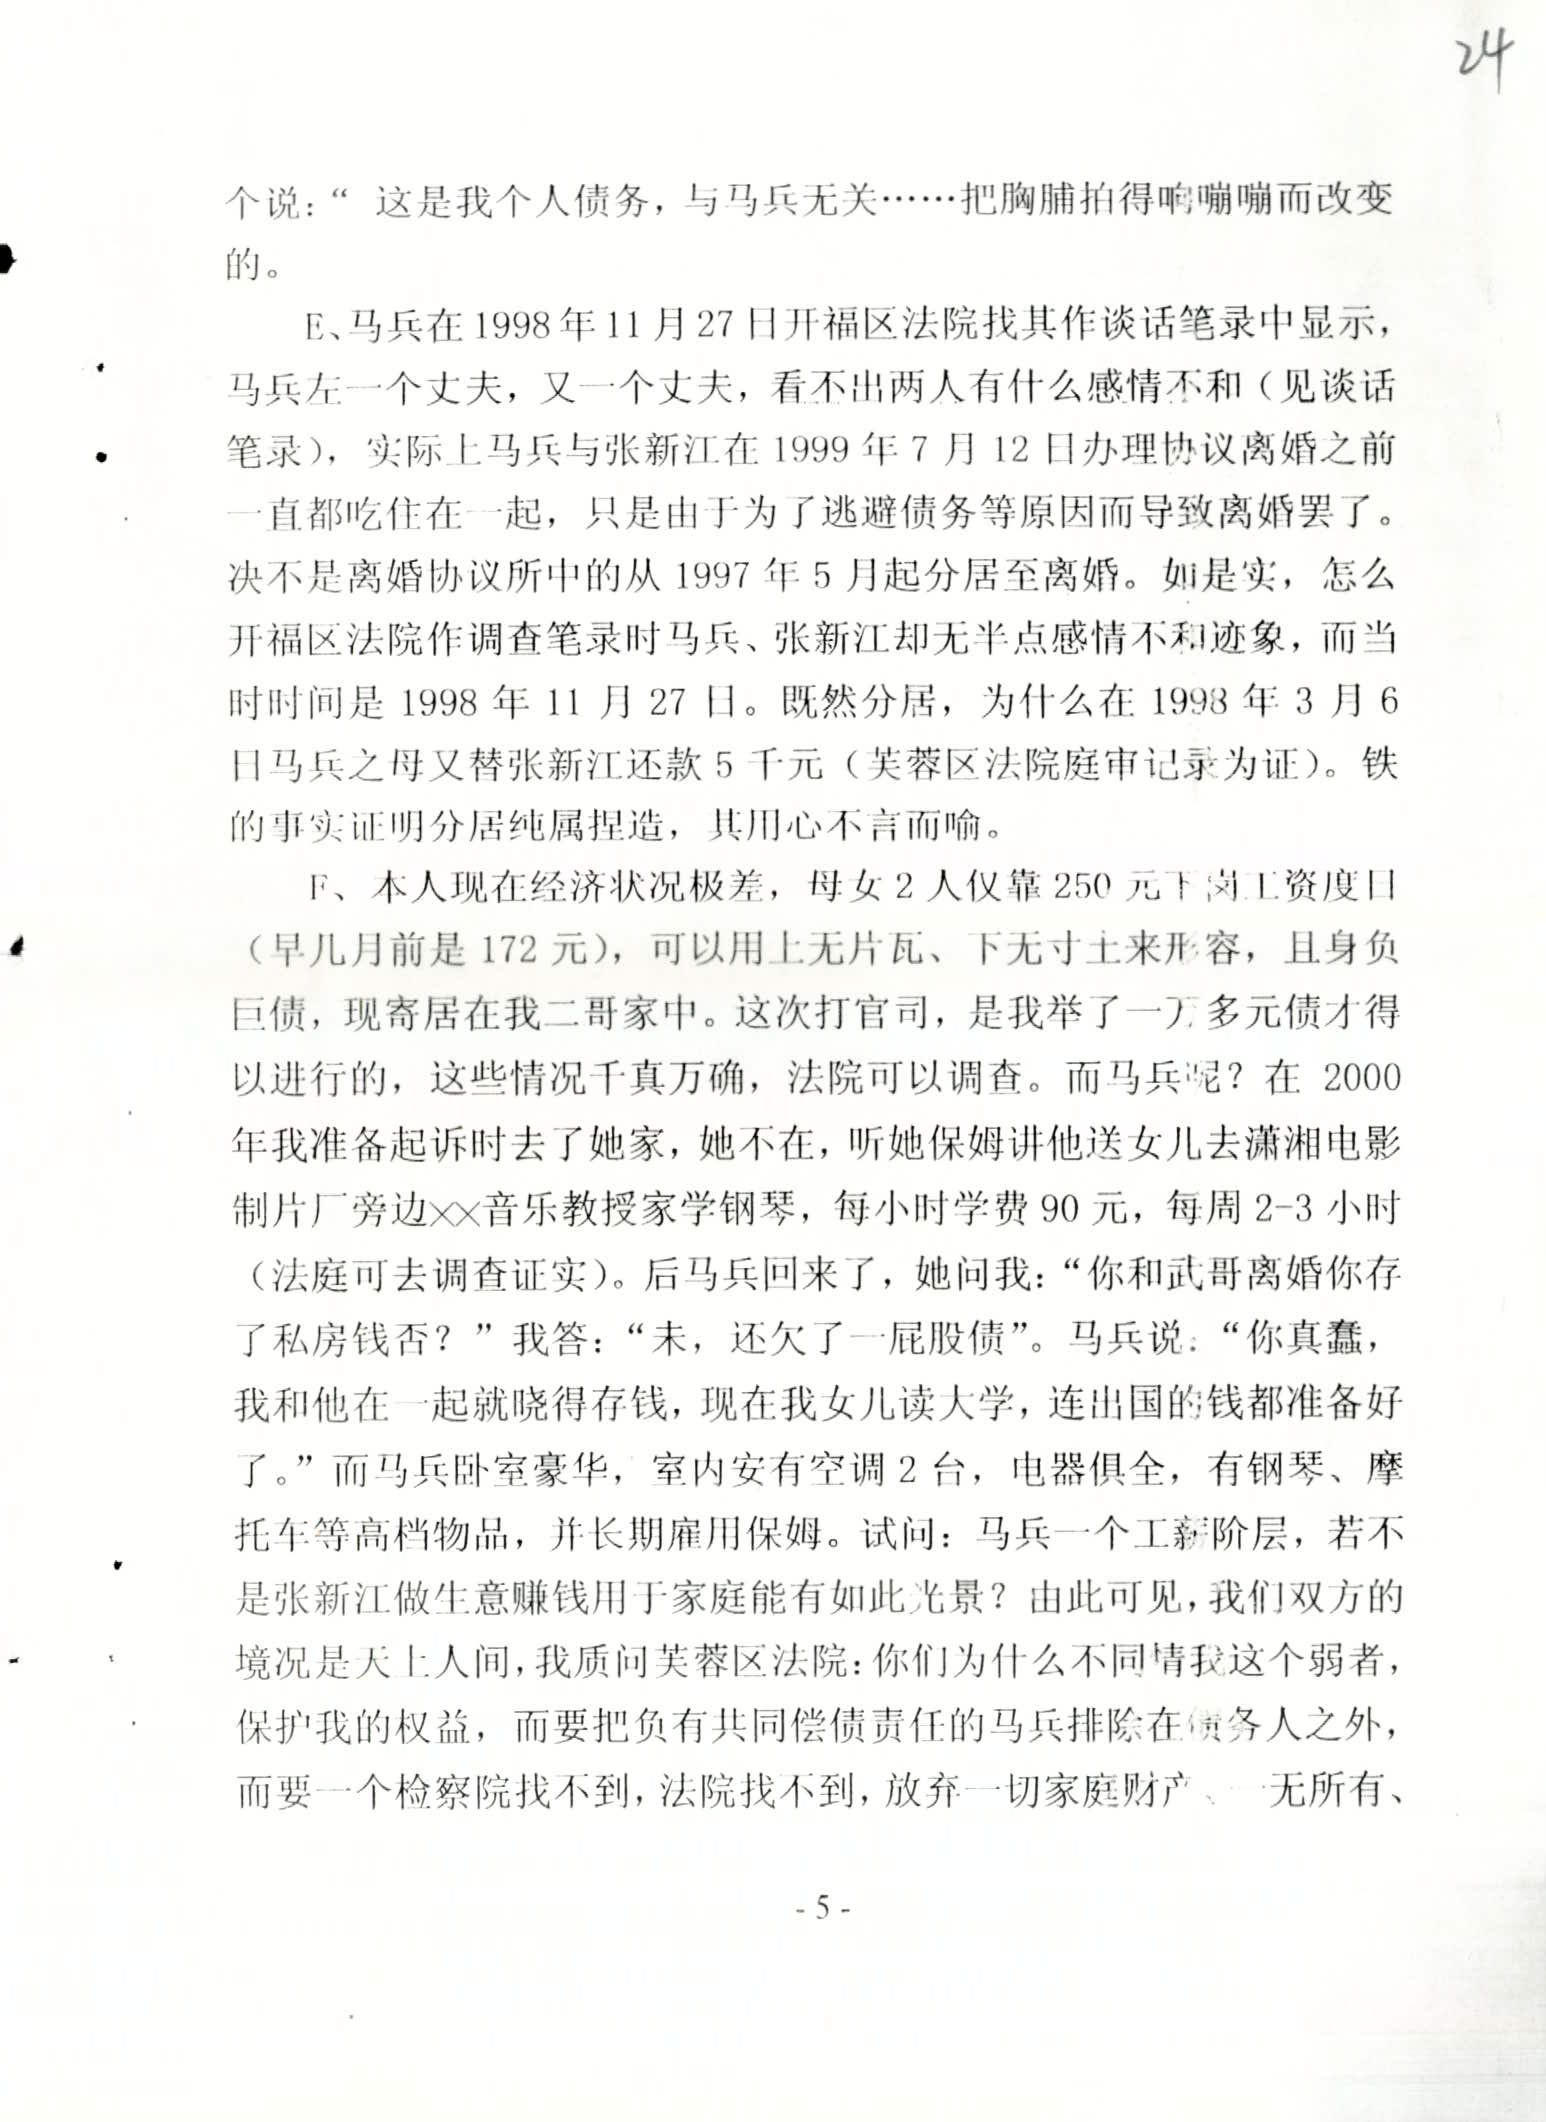 24
个说：“ 这是我个人债务，与马兵无关……把胸脯拍得响嘣嘣而改变
的。
E、马兵在 1998 年 11 月 27 日开福区法院找其作谈话笔录中显示，
马兵左一个丈夫，又一个丈夫，看不出两人有什么感情不和（见谈话
笔录），实际上马兵与张新江在 1999 年 7 月 12 日办理协议离婚之前
一直都吃住在一起，只是由于为了逃避债务等原因而导致离婚罢了。
决不是离婚协议所中的从 1997 年 5 月起分居至离婚。如是实，怎么
开福区法院作调查笔录时马兵、张新江却无半点感情不和迹象，而当
时时间是 1998 年 11 月 27 日。既然分居，为什么在 1998 年 3 月 6
日马兵之母又替张新江还款 5 千元（芙蓉区法院庭审记录为证）。铁
的事实证明分居纯属捏造，其用心不言而喻。
F、本人现在经济状况极差，母女 2 人仅靠 250 元下岗工资度日
（早几月前是 172 元），可以用上无片瓦、下无寸土来形容，且身负
巨债，现寄居在我二哥家中。这次打官司，是我举了一万多元债才得
以进行的，这些情况千真万确，法院可以调查。而马兵呢？在 2000
年我准备起诉时去了她家，她不在，听她保姆讲他送女儿去潇湘电影
制片厂旁边××音乐教授家学钢琴，每小时学费 90 元，每周 2-3 小时
（法庭可去调查证实）。后马兵回来了，她问我：“你和武哥离婚你存
了私房钱否？”我答：“未，还欠了一屁股债”。马兵说：“你真蠢，
我和他在一起就晓得存钱，现在我女儿读大学，连出国的钱都准备好
了。”而马兵卧室豪华，室内安有空调 2 台，电器俱全，有钢琴、摩
托车等高档物品，并长期雇用保姆。试问：马兵一个工薪阶层，若不
是张新江做生意赚钱用于家庭能有如此光景？由此可见，我们双方的
境况是天上人间，我质问芙蓉区法院：你们为什么不同情我这个弱者，
保护我的权益，而要把负有共同偿债责任的马兵排除在债务人之外，
而要一个检察院找不到，法院找不到，放弃一切家庭财产、一无所有、
- 5 -